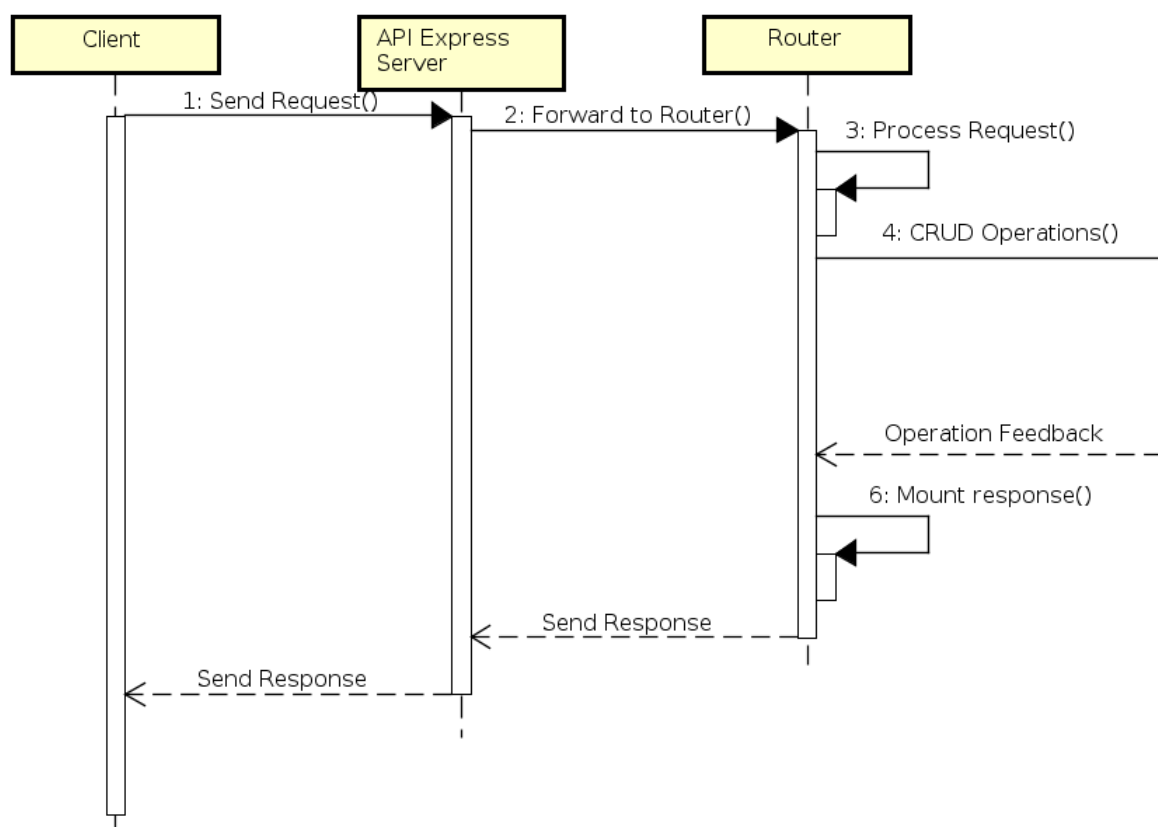 Client
API Express
Server
Router
1: Send Request()
2: Forward to Router()
3: Process Request()
4: CRUD Operations()
Operation Feedback
6: Mount response()
Send Response
Send Response